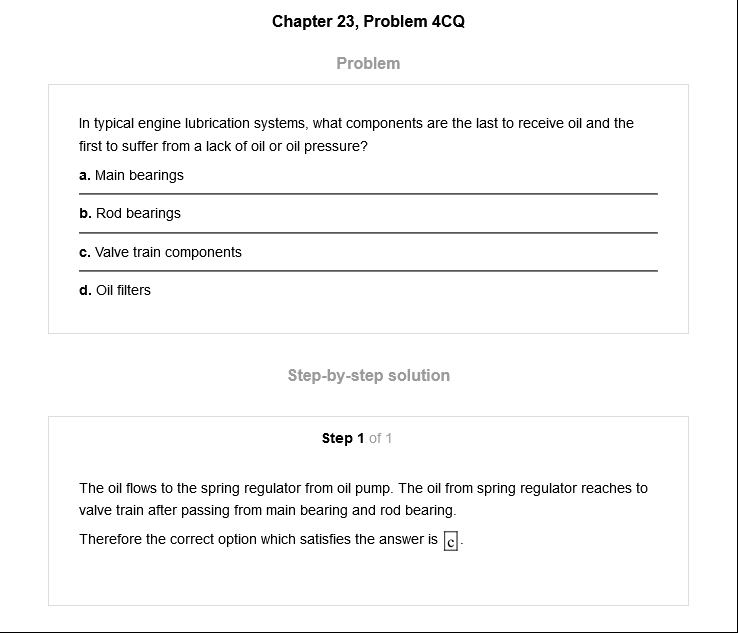 Chapter 23, Problem 4CQ
Problem
In typical engine lubrication systems, what components are the last to receive oil and the
first to suffer from a lack of oil or oil pressure?
a. Main bearings
b. Rod bearings
c. Valve train components
d. Oil filters
Step-by-step solution
Step 1 of 1
The oil flows to the spring regulator from oil pump. The oil from spring regulator reaches to
valve train after passing from main bearing and rod bearing.
Therefore the correct option which satisfies the answer is c.